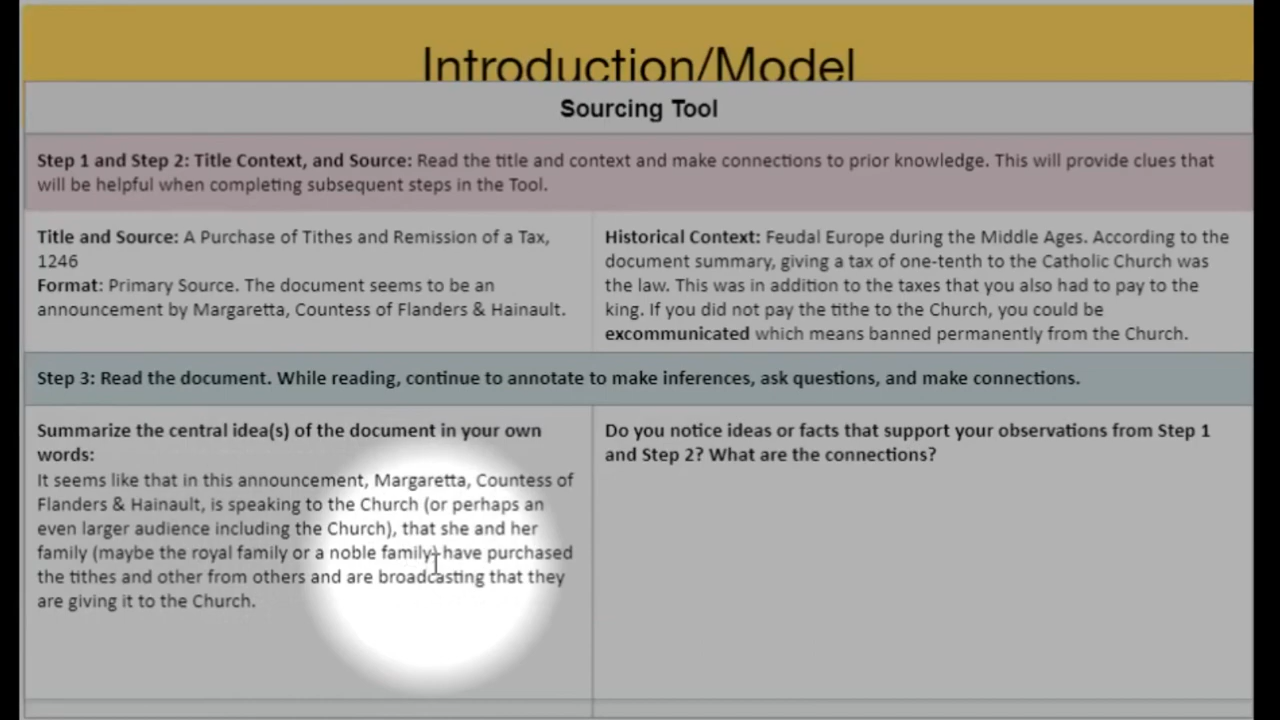 Introduction/Model
Sourcing Tool
Step 1 and Step 2: Title Context, and Source: Read the title and context and make connections to prior knowledge. This will provide clues that
will be helpful when completing subsequent steps in the Tool.
Title and Source: A Purchase of Tithes and Remission of a Tax,
1246
Format: Primary Source. The document seems to be an
announcement by Margaretta, Countess of Flanders & Hainault.
Historical Context: Feudal Europe during the Middle Ages. According to the
document summary, giving a tax of one-tenth to the Catholic Church was
the law. This was in addition to the taxes that you also had to pay to the
king. If you did not pay the tithe to the Church, you could be
excommunicated which means banned permanently from the Church.
Step 3: Read the document. While reading, continue to annotate to make inferences, ask questions, and make connections.
Summarize the central idea(s) of the document in your own
words:
It seems like that in this announcement, Margaretta, Countess of
Flanders & Hainault, is speaking to the Church (or perhaps an
even larger audience including the Church), that she and her
family (maybe the royal family or a noble family) have purchased
the tithes and other from others and are broadcasting that they
are giving it to the Church.
Do you notice ideas or facts that support your observations from Step 1
and Step 2? What are the connections?